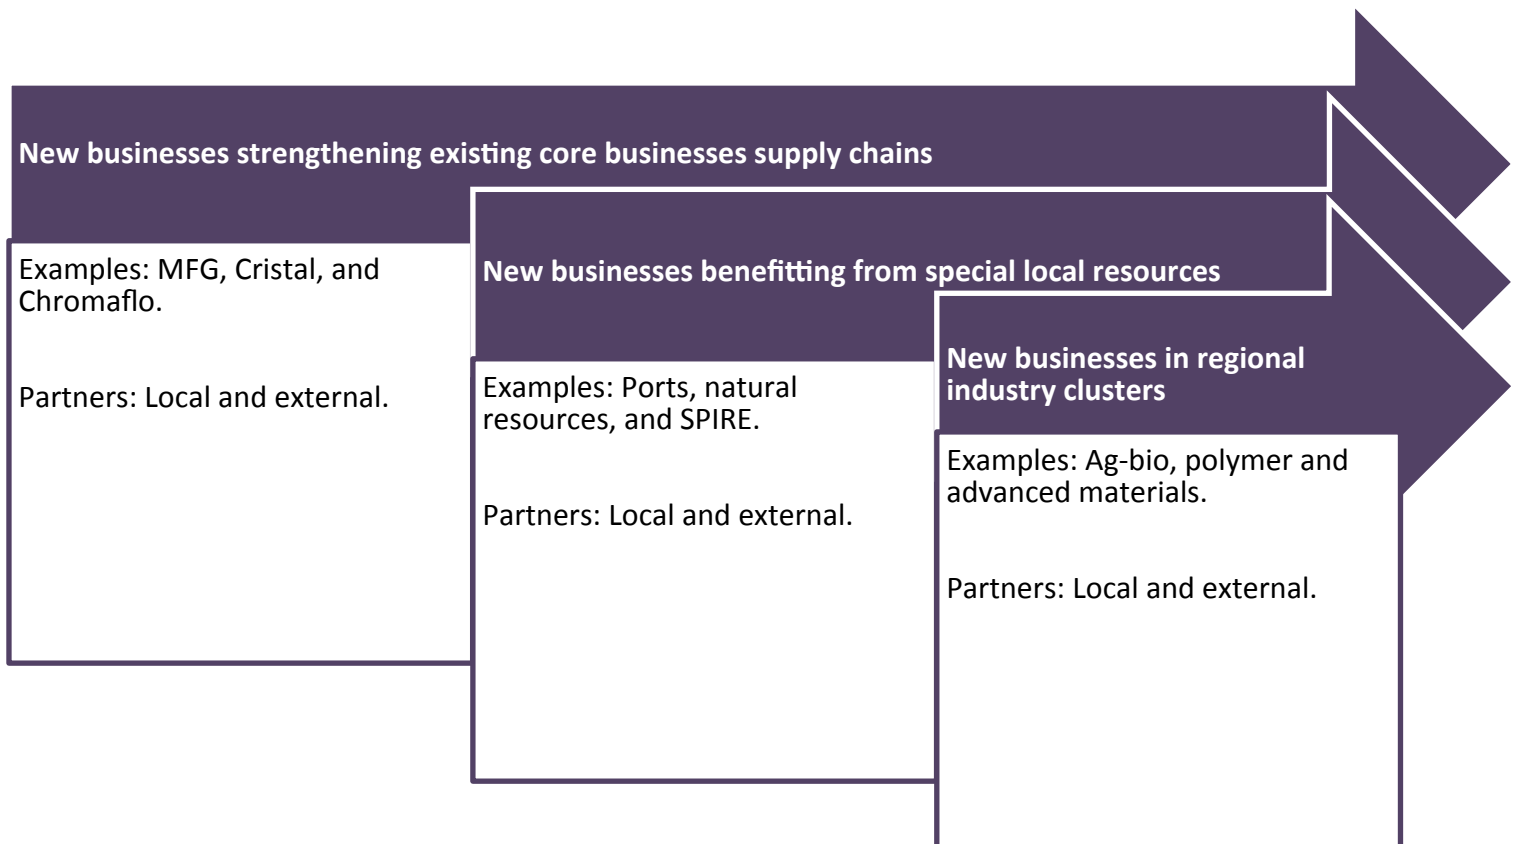 New businesses strengthening existing core businesses supply chains
Examples: MFG, Cristal, and
Chromaflo.
Partners: Local and external.
New businesses benefitting from special local resources
Examples: Ports, natural
resources, and SPIRE.
Partners: Local and external.
New businesses in regional
industry clusters
Examples: Ag-bio, polymer and
advanced materials.
Partners: Local and external.